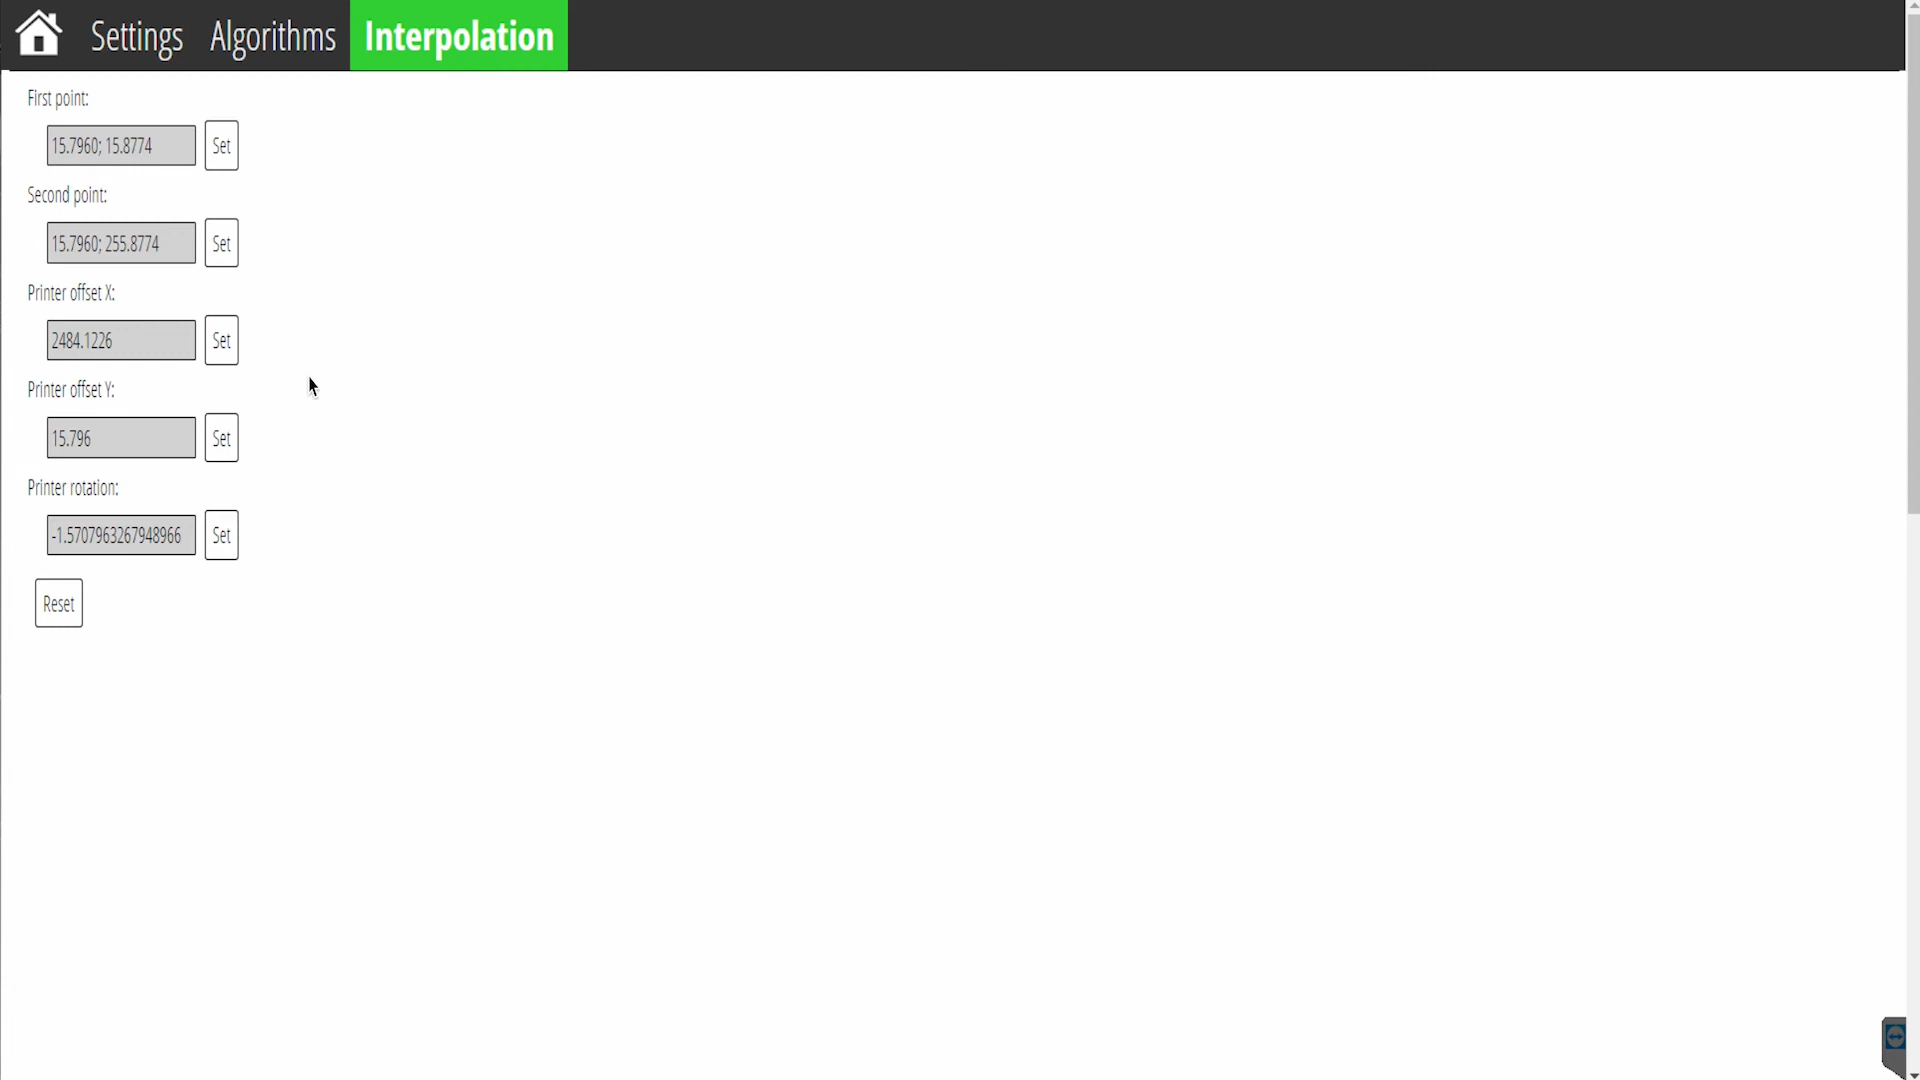 Settings Algorithms Interpolation
First point:
15.7960; 15.8774 Set
Second point:
15.7960; 255.8774 Set
Printer offset X:
2484.1226 Set
Printer offset Y:
15.796 Set
Printer rotation:
-1.5707963267948966 Set
Reset